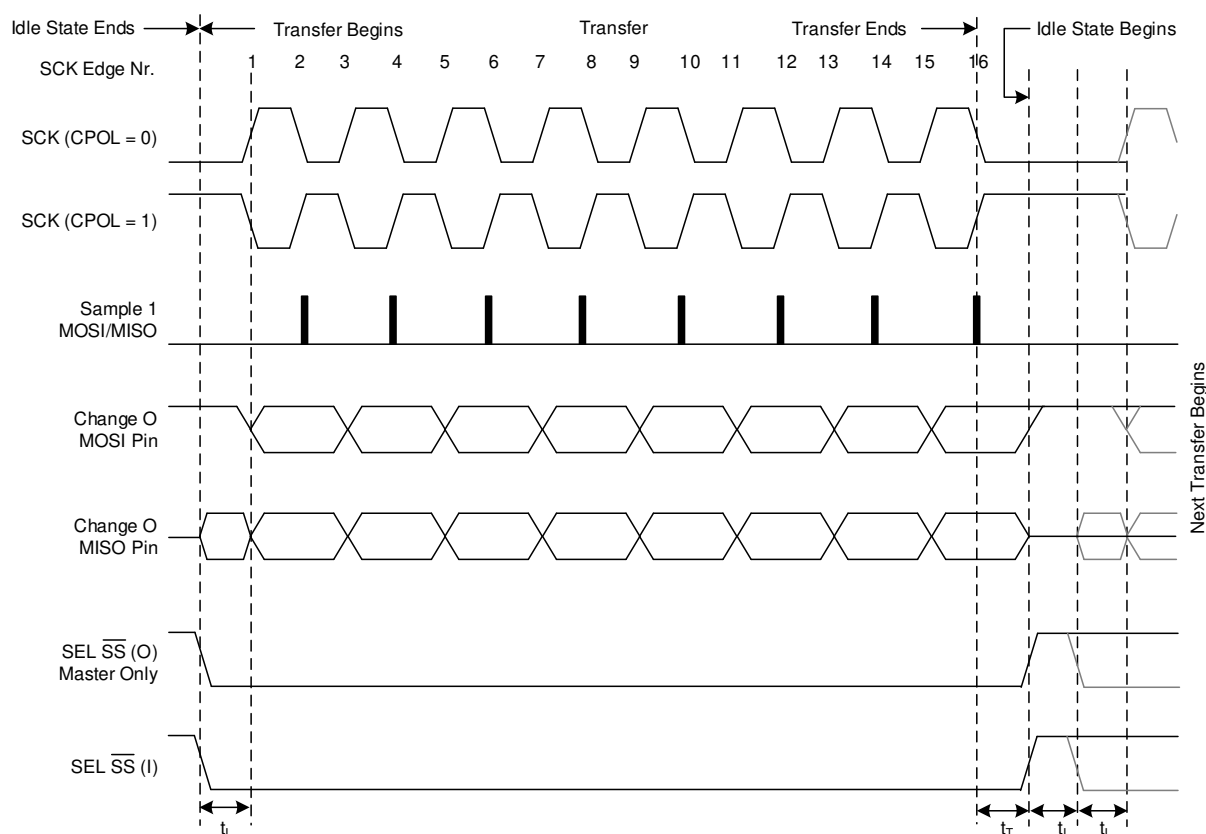 Idle State Ends
Transfer Begins
Transfer
Transfer Ends
Idle State Begins
SCK Edge Nr.
1 2 3 4 5 6 7 8 9 10 11 12 13 14 15 16
SCK (CPOL = 0)
SCK (CPOL = 1)
Sample 1
MOSI/MISO
Change O
MOSI Pin
Change O
MISO Pin
SEL SS (O)
Master Only
SEL SS (I)
Next Transfer Begins